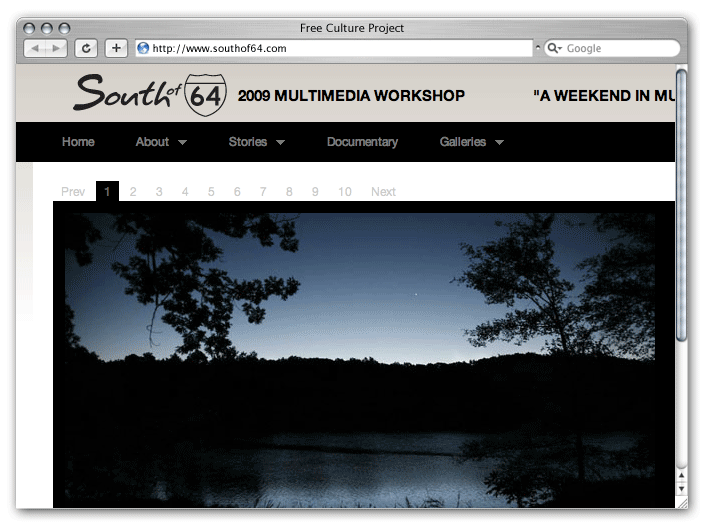 Free Culture Project
http://www.southof64.com
Google
South of 64
2009 MULTIMEDIA WORKSHOP
"A WEEKEND IN MU
Home About Stories Documentary Galleries
Prev 1 2 3 4 5 6 7 8 9 10 Next